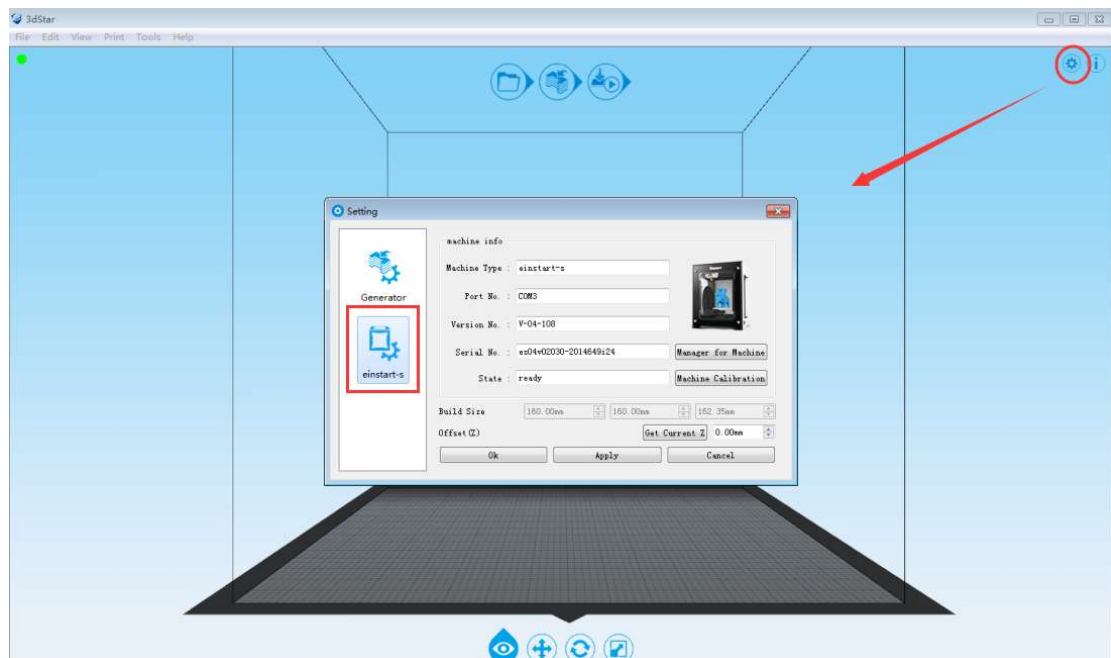 3dStar
File Edit View Print Tools Help
Setting
machine info
Generator
einstart-s
Machine Type : einstart-s
Port No. : COM3
Version No. : V-04-108
Serial No. : es04v02030-2014649i24
Manager for Machine
State : ready
Machine Calibration
Build Size 160.00mm 160.00mm 162.35mm
Offset(Z) Get Current Z 0.00mm
Ok Apply Cancel